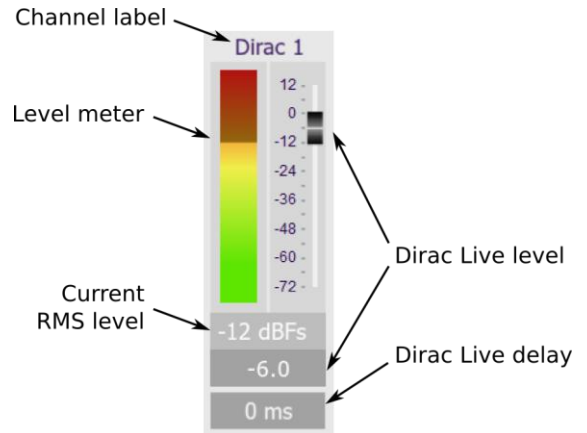 Channel label
Dirac 1
Level meter
12
0
-12
-24
-36
-48
-60
-72
Dirac Live level
Current
RMS level
-12 dBFs
-6.0
Dirac Live delay
0 ms